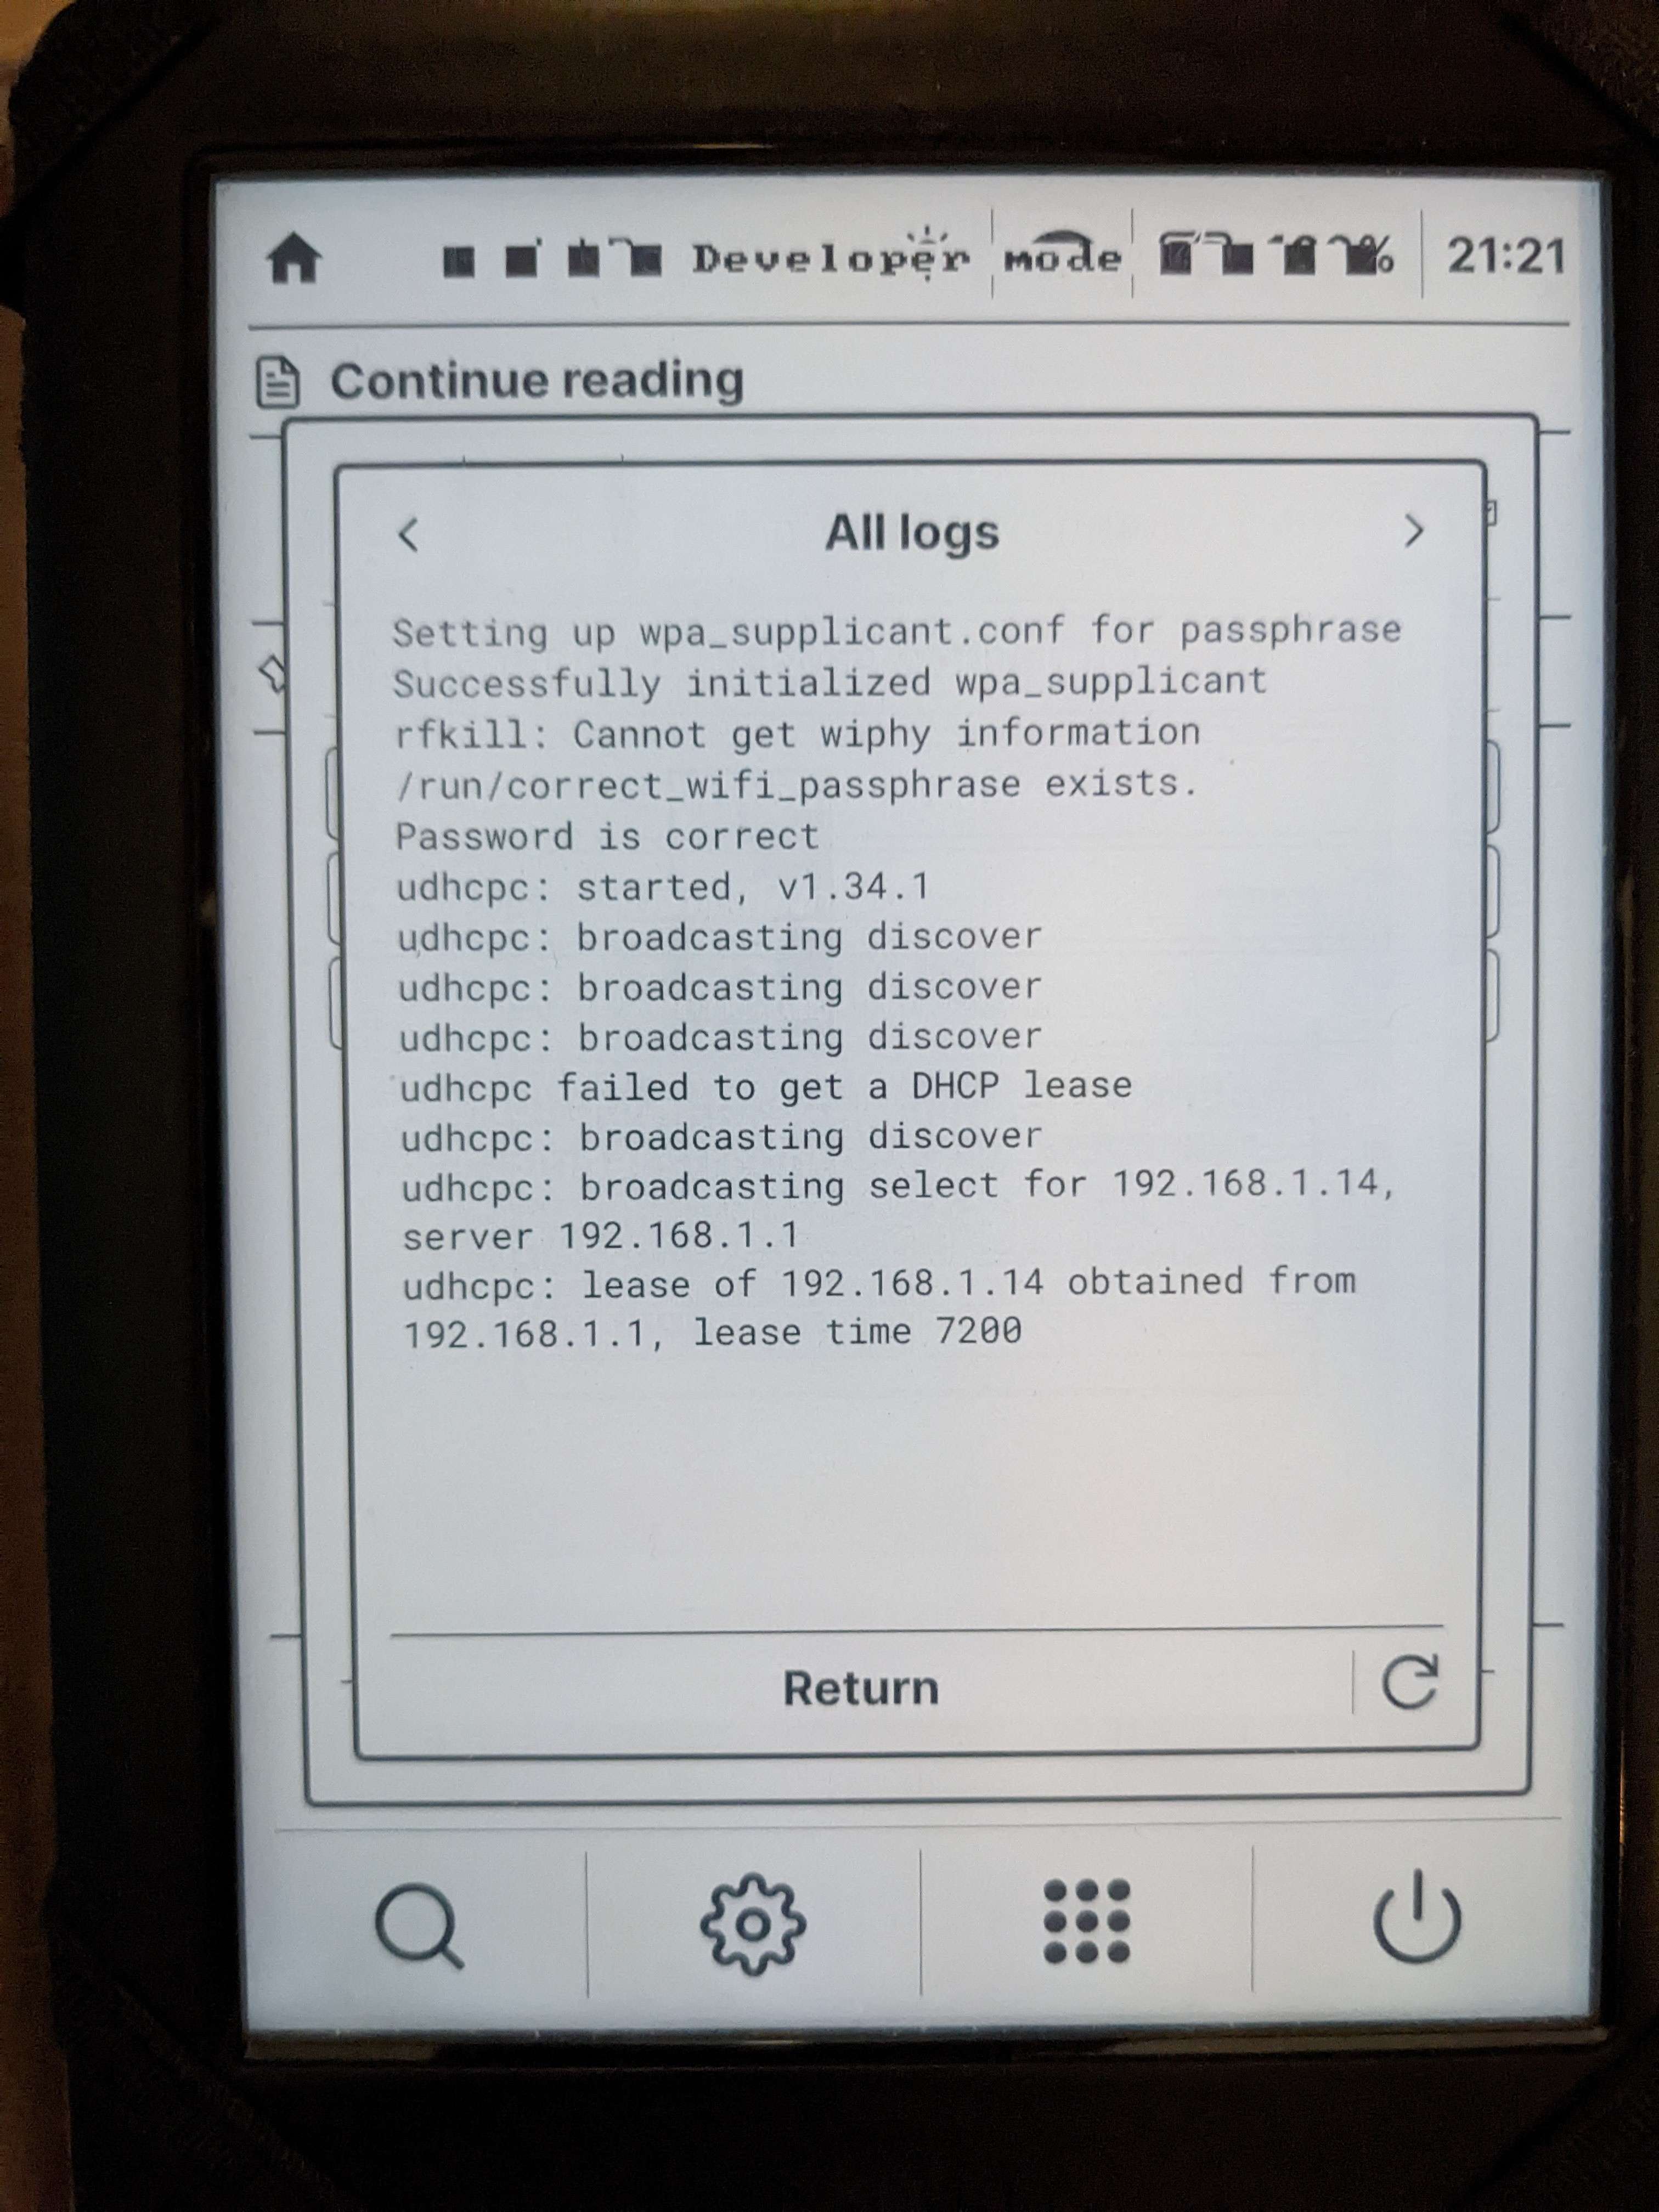 Developer mode
% 21:21
Continue reading
< All logs >
Setting up wpa_supplicant.conf for passphrase
Successfully initialized wpa_supplicant
rfkill: Cannot get wiphy information
/run/correct_wifi_passphrase exists.
Password is correct
udhcpc: started, v1.34.1
udhcpc: broadcasting discover
udhcpc: broadcasting discover
udhcpc: broadcasting discover
udhcpc failed to get a DHCP lease
udhcpc: broadcasting discover
udhcpc: broadcasting select for 192.168.1.14,
server 192.168.1.1
udhcpc: lease of 192.168.1.14 obtained from
192.168.1.1, lease time 7200
Return